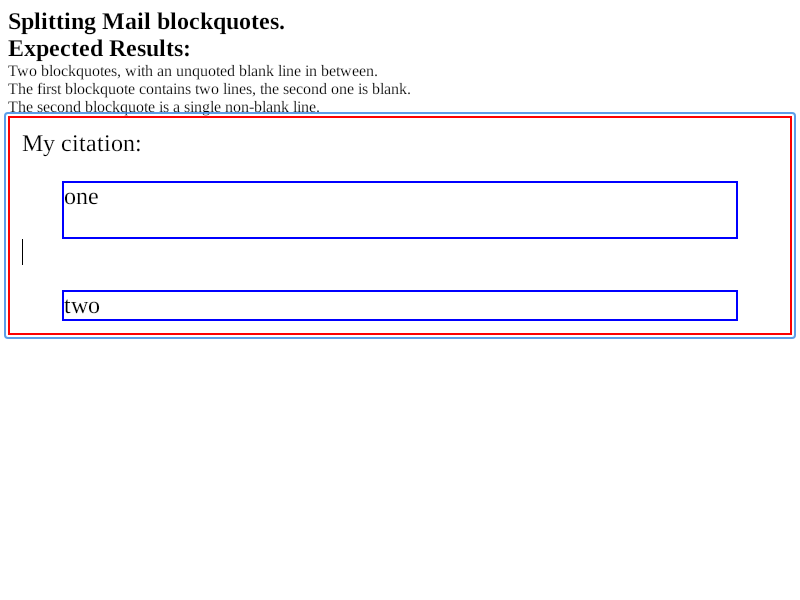 Splitting Mail blockquotes.
Expected Results:
Two blockquotes, with an unquoted blank line in between.
The first blockquote contains two lines, the second one is blank.
The second blockquote is a single non-blank line.
My citation:
one
two